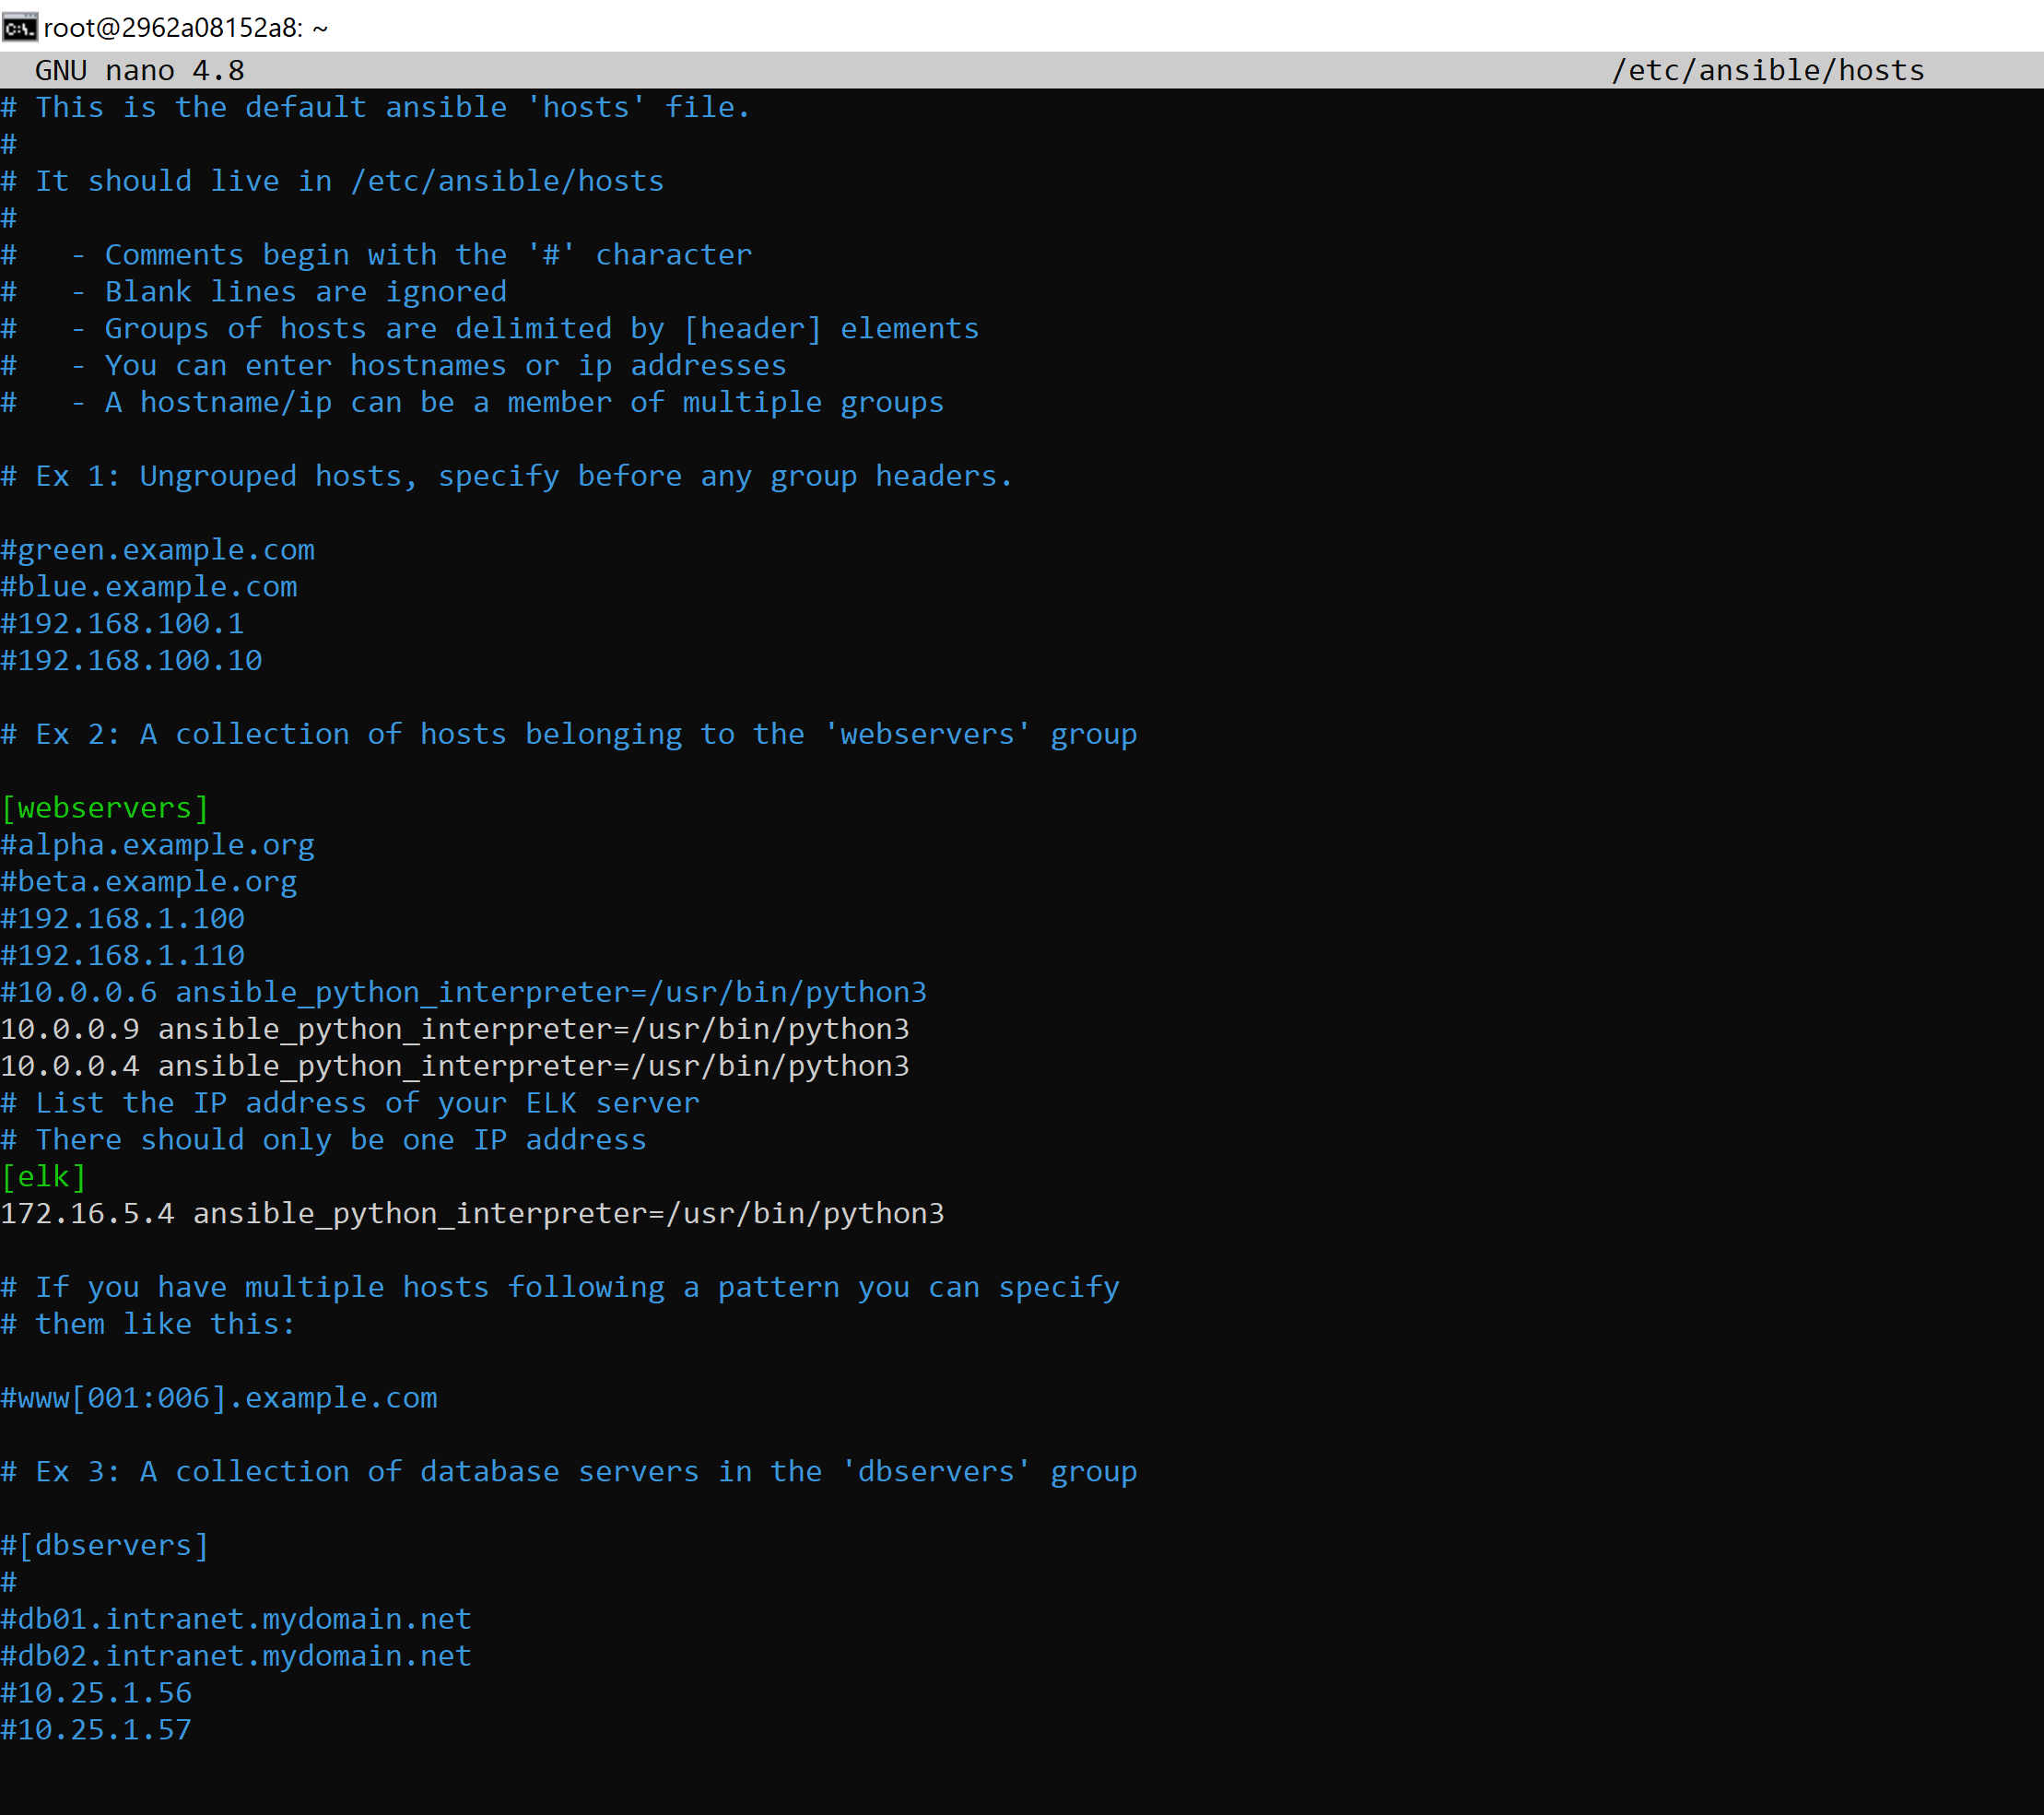 root@2962a08152a8: ~
GNU nano 4.8 /etc/ansible/hosts
# This is the default ansible 'hosts' file.
#
# It should live in /etc/ansible/hosts
#
#   - Comments begin with the '#' character
#   - Blank lines are ignored
#   - Groups of hosts are delimited by [header] elements
#   - You can enter hostnames or ip addresses
#   - A hostname/ip can be a member of multiple groups
# Ex 1: Ungrouped hosts, specify before any group headers.
#green.example.com
#blue.example.com
#192.168.100.1
#192.168.100.10
# Ex 2: A collection of hosts belonging to the 'webservers' group
[webservers]
#alpha.example.org
#beta.example.org
#192.168.1.100
#192.168.1.110
#10.0.0.6 ansible_python_interpreter=/usr/bin/python3
10.0.0.9 ansible_python_interpreter=/usr/bin/python3
10.0.0.4 ansible_python_interpreter=/usr/bin/python3
# List the IP address of your ELK server
# There should only be one IP address
[elk]
172.16.5.4 ansible_python_interpreter=/usr/bin/python3
# If you have multiple hosts following a pattern you can specify
# them like this:
#www[001:006].example.com
# Ex 3: A collection of database servers in the 'dbservers' group
#[dbservers]
#
#db01.intranet.mydomain.net
#db02.intranet.mydomain.net
#10.25.1.56
#10.25.1.57